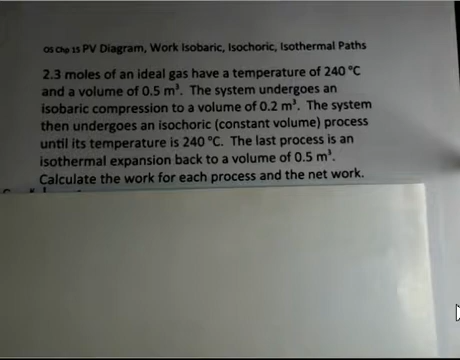 OS Chp 15 PV Diagram, Work Isobaric, Isochoric, Isothermal Paths
2.3 moles of an ideal gas have a temperature of 240 °C
and a volume of 0.5 m³. The system undergoes an
isobaric compression to a volume of 0.2 m³. The system
then undergoes an isochoric (constant volume) process
until its temperature is 240 °C. The last process is an
isothermal expansion back to a volume of 0.5 m³.
Calculate the work for each process and the net work.